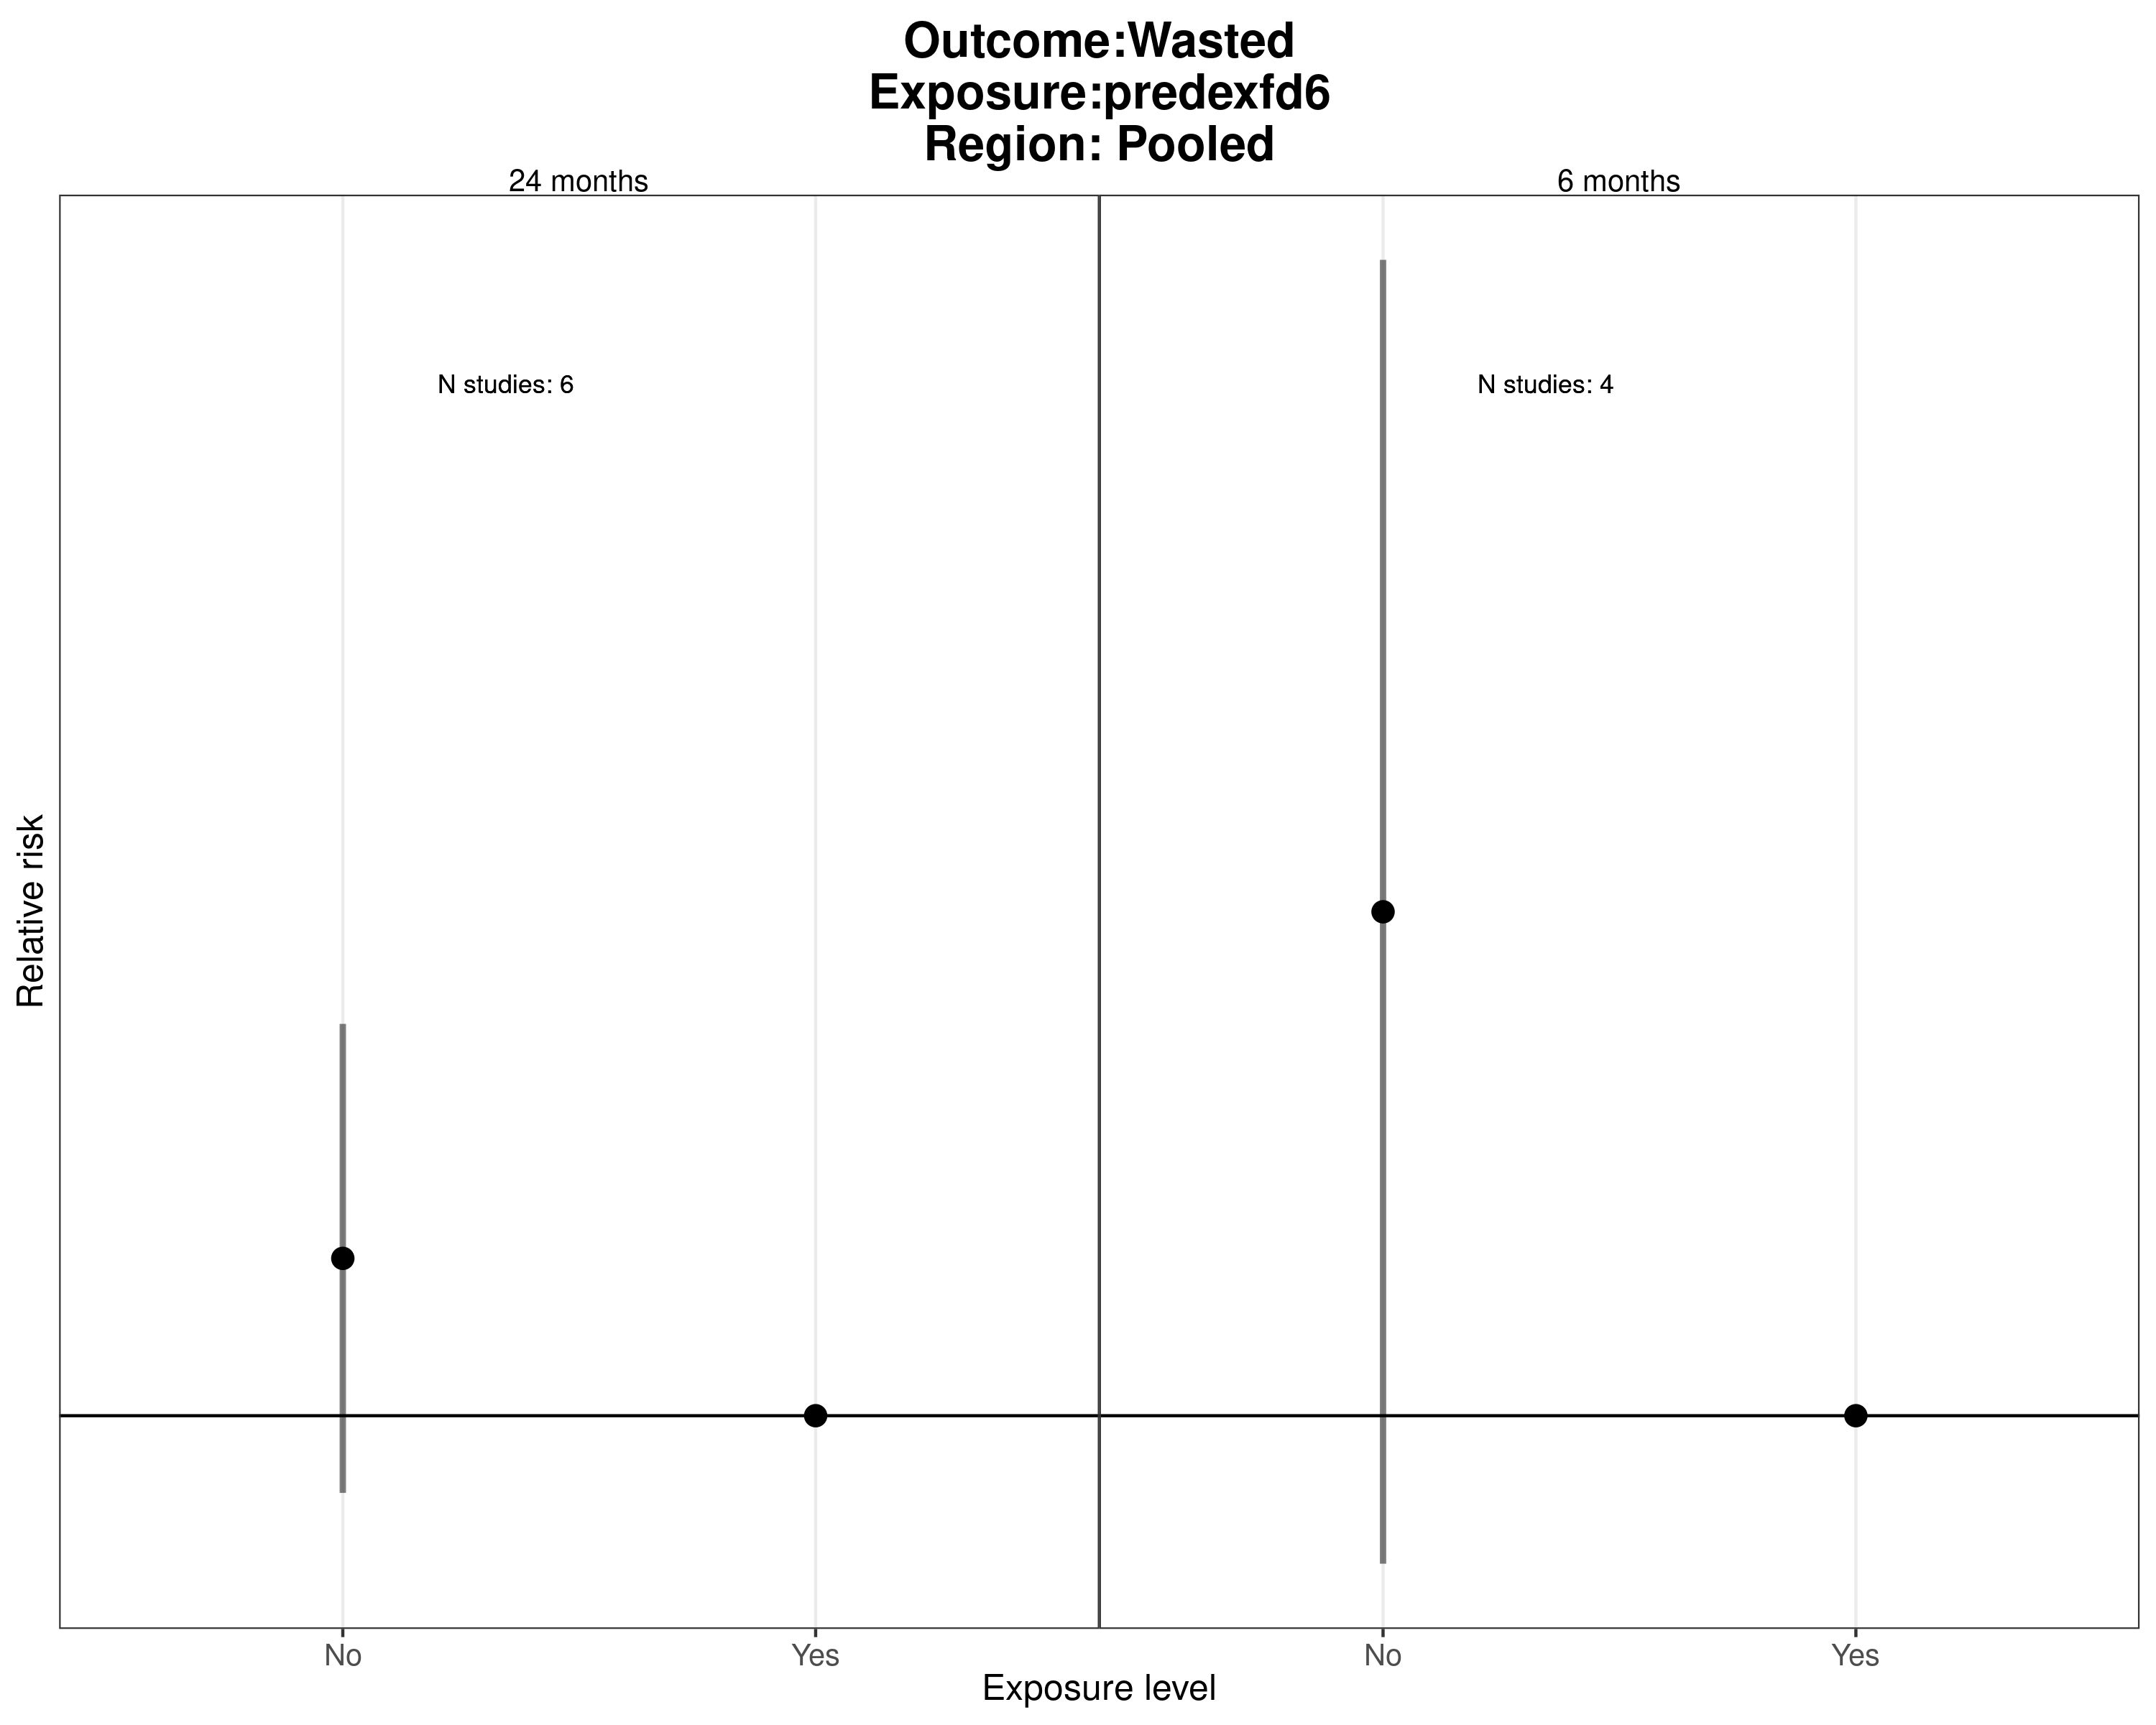 Outcome:Wasted
Exposure:predexfd6
Region: Pooled
24 months
6 months
N studies: 6
N studies: 4
Relative risk
No
Yes
No
Yes
Exposure level